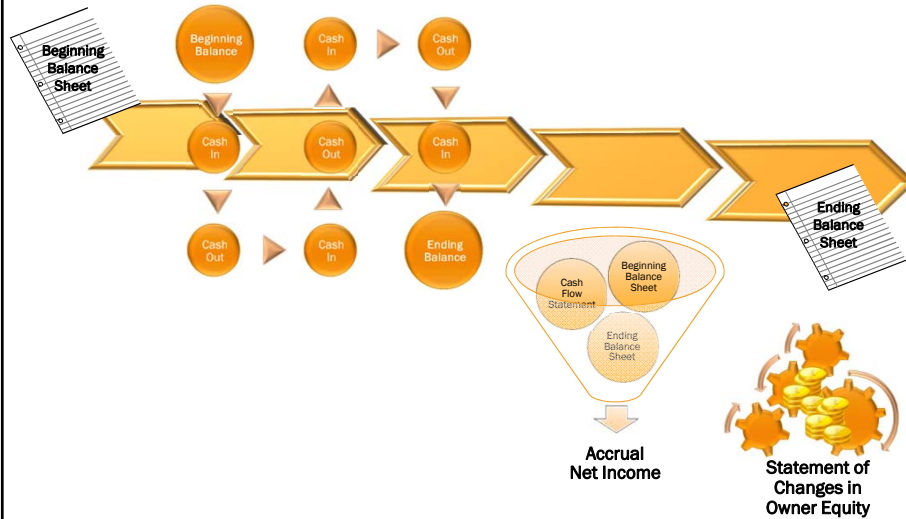 Beginning
Balance
Sheet
Beginning
Balance
Cash
In
Cash
Out
Cash
In
Cash
Out
Cash
In
Cash
Out
Cash
In
Ending
Balance
Ending
Balance
Sheet
Cash
Flow
Statement
Beginning
Balance
Sheet
Ending
Balance
Sheet
Accrual
Net Income
Statement of
Changes in
Owner Equity